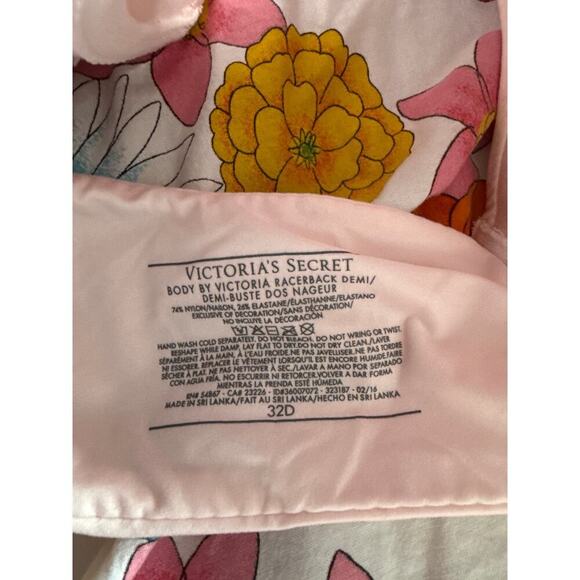 VICTORIA'S SECRET
BODY BY VICTORIA RACERBACK DEMI/
DEMI-BUSTE DOS NAGEUR
74% NYLON/NAILON, 26% ELASTANE/ÉLASTHANNE/ELASTANO
EXCLUSIVE OF DECORATION/SANS DÉCORATION/
NO INCLUYE LA DECORACIÓN
HAND WASH COLD SEPARATELY. DO NOT BLEACH. DO NOT WRING OR TWIST.
RESHAPE WHILE DAMP, LAY FLAT TO DRY.DO NOT DRY CLEAN./LAVER
SÉPARÉMENT À LA MAIN, À L'EAU FROIDE.NE PAS JAVELLISER.NE PAS TORDRE
NI ESSORER. REPLACER LE VÊTEMENT LORSQU'IL EST ENCORE HUMIDE.FAIRE
SÉCHER À PLAT. NE PAS NETTOYER À SEC./LAVAR A MANO POR SEPARADO
CON AGUA FRÍA. NO ESCURRIR NI RETORCER.VOLVER A DAR FORMA
MIENTRAS LA PRENDA ESTÉ HÚMEDA
RN# 54867 - CA# 23226 - ID#36007072 - 323187 - 02/16
MADE IN SRI LANKA/FAIT AU SRI LANKA/HECHO EN SRI LANKA
32D